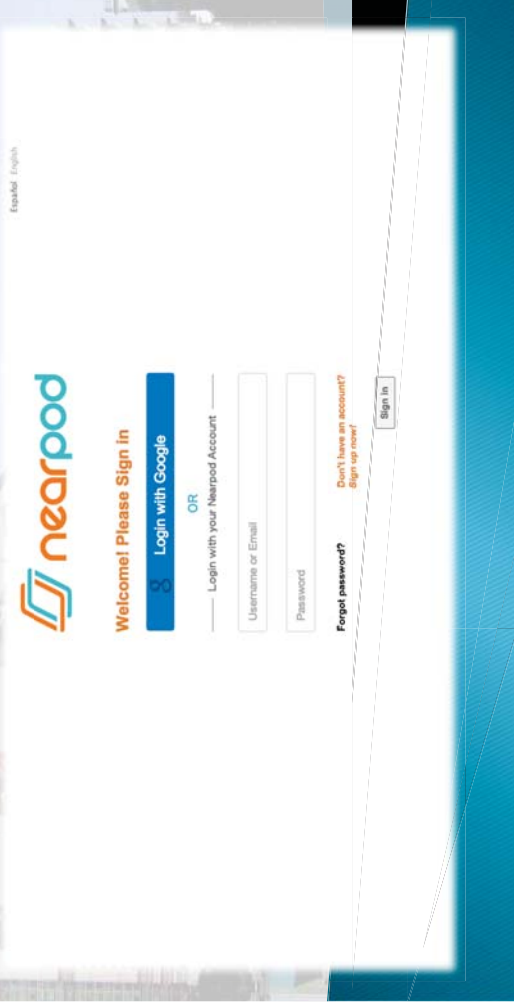 Español English
nearpod
Welcome! Please Sign in
Login with Google
OR
Login with your Nearpod Account
Username or Email
Password
Forgot password?
Don't have an account?
Sign up now!
Sign in